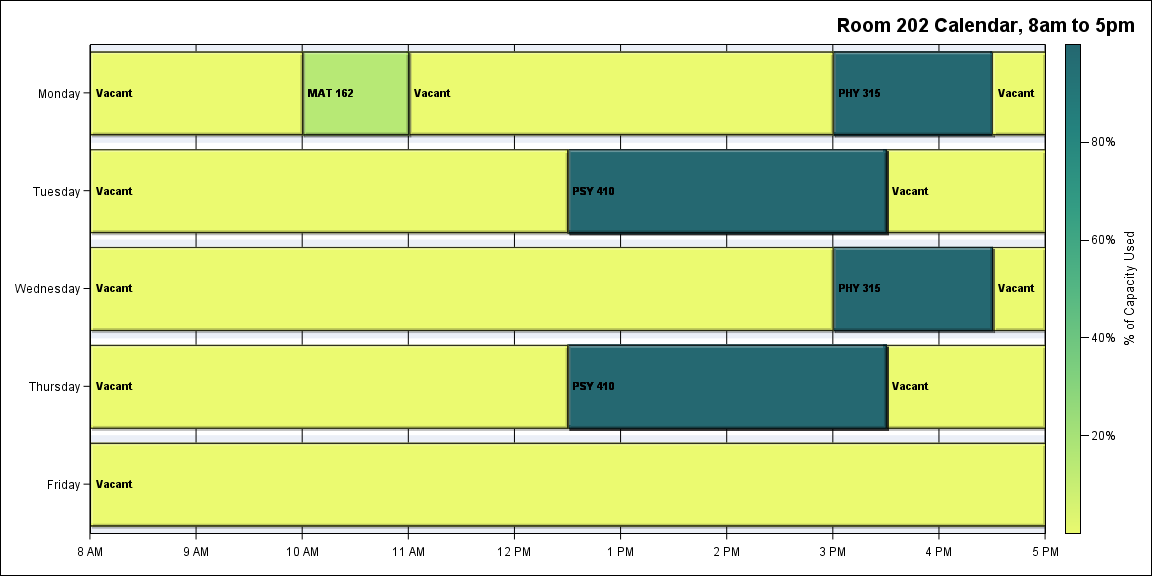 Room 202 Calendar, 8am to 5pm
Monday Vacant MAT 162 Vacant PHY 315 Vacant
Tuesday Vacant PSY 410 Vacant
Wednesday Vacant PHY 315 Vacant
Thursday Vacant PSY 410 Vacant
Friday Vacant
8 AM 9 AM 10 AM 11 AM 12 PM 1 PM 2 PM 3 PM 4 PM 5 PM
80%
60%
40%
20%
% of Capacity Used